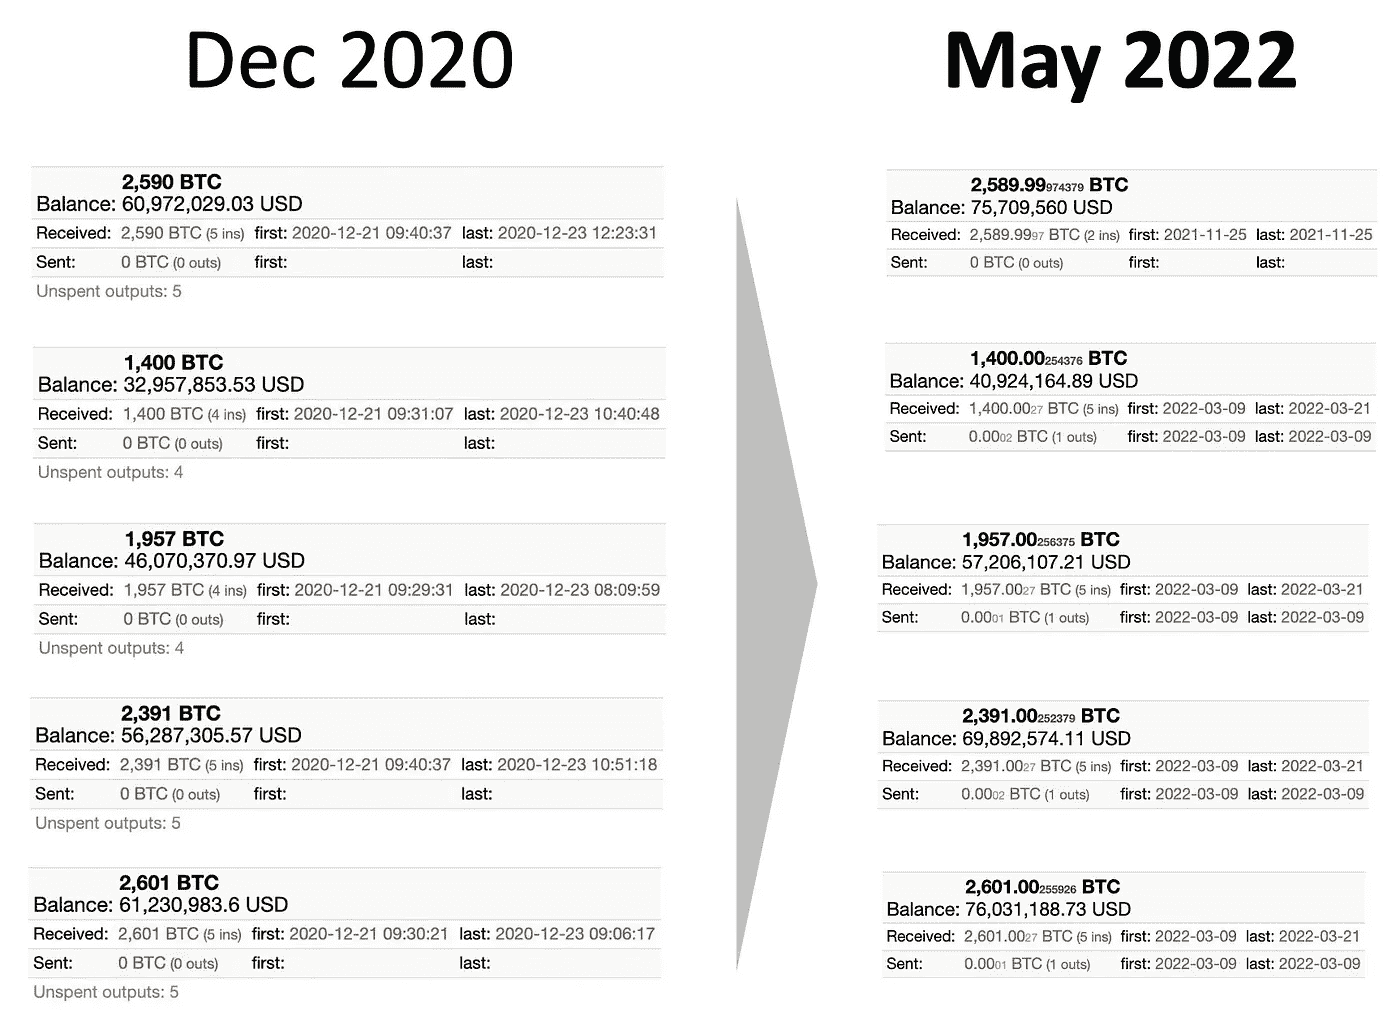 Dec 2020
2,590 BTC
Balance: 60,972,029.03 USD
Received: 2,590 BTC (5 ins) first: 2020-12-21 09:40:37 last: 2020-12-23 12:23:31
Sent: 0 BTC (0 outs) first: last:
Unspent outputs: 5
1,400 BTC
Balance: 32,957,853.53 USD
Received: 1,400 BTC (4 ins) first: 2020-12-21 09:31:07 last: 2020-12-23 10:40:48
Sent: 0 BTC (0 outs) first: last:
Unspent outputs: 4
1,957 BTC
Balance: 46,070,370.97 USD
Received: 1,957 BTC (4 ins) first: 2020-12-21 09:29:31 last: 2020-12-23 08:09:59
Sent: 0 BTC (0 outs) first: last:
Unspent outputs: 4
2,391 BTC
Balance: 56,287,305.57 USD
Received: 2,391 BTC (5 ins) first: 2020-12-21 09:40:37 last: 2020-12-23 10:51:18
Sent: 0 BTC (0 outs) first: last:
Unspent outputs: 5
2,601 BTC
Balance: 61,230,983.6 USD
Received: 2,601 BTC (5 ins) first: 2020-12-21 09:30:21 last: 2020-12-23 09:06:17
Sent: 0 BTC (0 outs) first: last:
Unspent outputs: 5
May 2022
2,589.99974379 BTC
Balance: 75,709,560 USD
Received: 2,589.9997 BTC (2 ins) first: 2021-11-25 last: 2021-11-25
Sent: 0 BTC (0 outs) first: last:
1,400.00254376 BTC
Balance: 40,924,164.89 USD
Received: 1,400.0027 BTC (5 ins) first: 2022-03-09 last: 2022-03-21
Sent: 0.0002 BTC (1 outs) first: 2022-03-09 last: 2022-03-09
1,957.00256375 BTC
Balance: 57,206,107.21 USD
Received: 1,957.0027 BTC (5 ins) first: 2022-03-09 last: 2022-03-21
Sent: 0.0001 BTC (1 outs) first: 2022-03-09 last: 2022-03-09
2,391.00252379 BTC
Balance: 69,892,574.11 USD
Received: 2,391.0027 BTC (5 ins) first: 2022-03-09 last: 2022-03-21
Sent: 0.0002 BTC (1 outs) first: 2022-03-09 last: 2022-03-09
2,601.00255926 BTC
Balance: 76,031,188.73 USD
Received: 2,601.0027 BTC (5 ins) first: 2022-03-09 last: 2022-03-21
Sent: 0.0001 BTC (1 outs) first: 2022-03-09 last: 2022-03-09